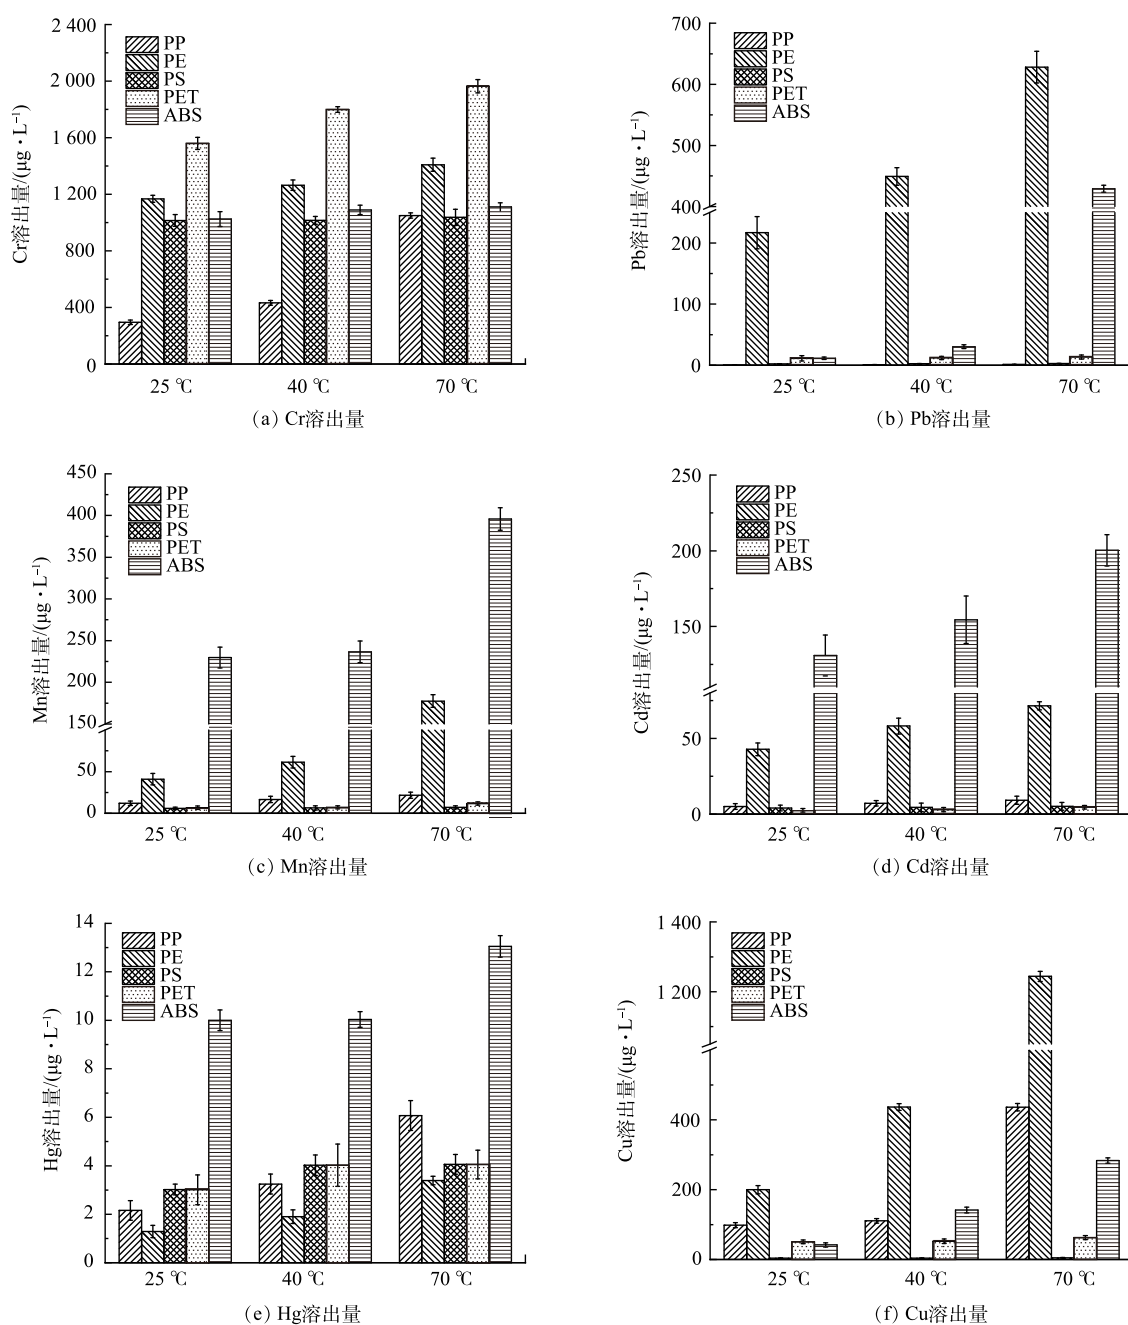 2 400
2 000
1 600
1 200
800
400
0
PP
PE
PS
PET
ABS
Cr溶出量/(μg·L⁻¹)
25 ℃ 40 ℃ 70 ℃
(a) Cr溶出量
700
600
500
400
200
100
0
PP
PE
PS
PET
ABS
Pb溶出量/(μg·L⁻¹)
25 ℃ 40 ℃ 70 ℃
(b) Pb溶出量
450
400
350
300
250
200
150
50
0
PP
PE
PS
PET
ABS
Mn溶出量/(μg·L⁻¹)
25 ℃ 40 ℃ 70 ℃
(c) Mn溶出量
250
200
150
50
0
PP
PE
PS
PET
ABS
Cd溶出量/(μg·L⁻¹)
25 ℃ 40 ℃ 70 ℃
(d) Cd溶出量
14
12
10
8
6
4
2
0
PP
PE
PS
PET
ABS
Hg溶出量/(μg·L⁻¹)
25 ℃ 40 ℃ 70 ℃
(e) Hg溶出量
1 400
1 200
400
200
0
PP
PE
PS
PET
ABS
Cu溶出量/(μg·L⁻¹)
25 ℃ 40 ℃ 70 ℃
(f) Cu溶出量